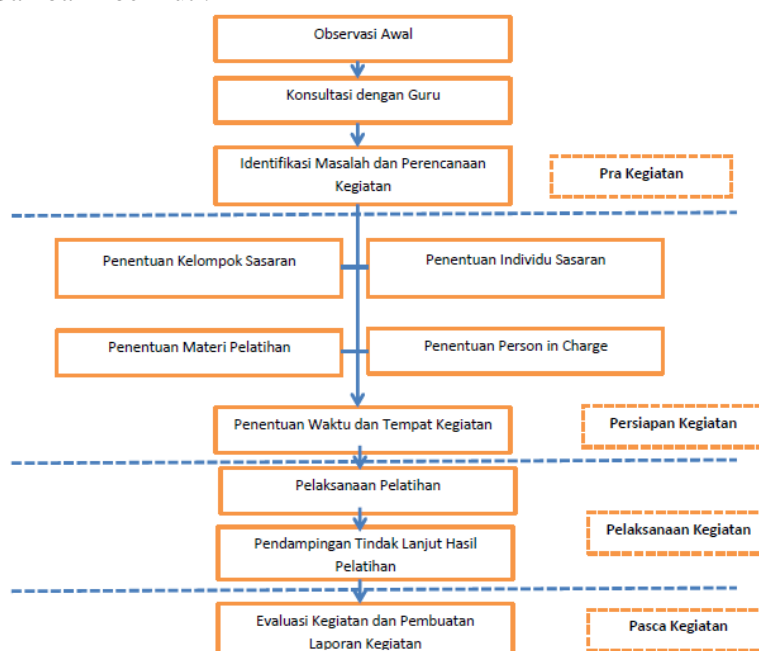 Observasi Awal
Konsultasi dengan Guru
Identifikasi Masalah dan Perencanaan
Kegiatan
Pra Kegiatan
Penentuan Kelompok Sasaran
Penentuan Individu Sasaran
Penentuan Materi Pelatihan
Penentuan Person in Charge
Penentuan Waktu dan Tempat Kegiatan
Persiapan Kegiatan
Pelaksanaan Pelatihan
Pendampingan Tindak Lanjut Hasil
Pelatihan
Pelaksanaan Kegiatan
Evaluasi Kegiatan dan Pembuatan
Laporan Kegiatan
Pasca Kegiatan